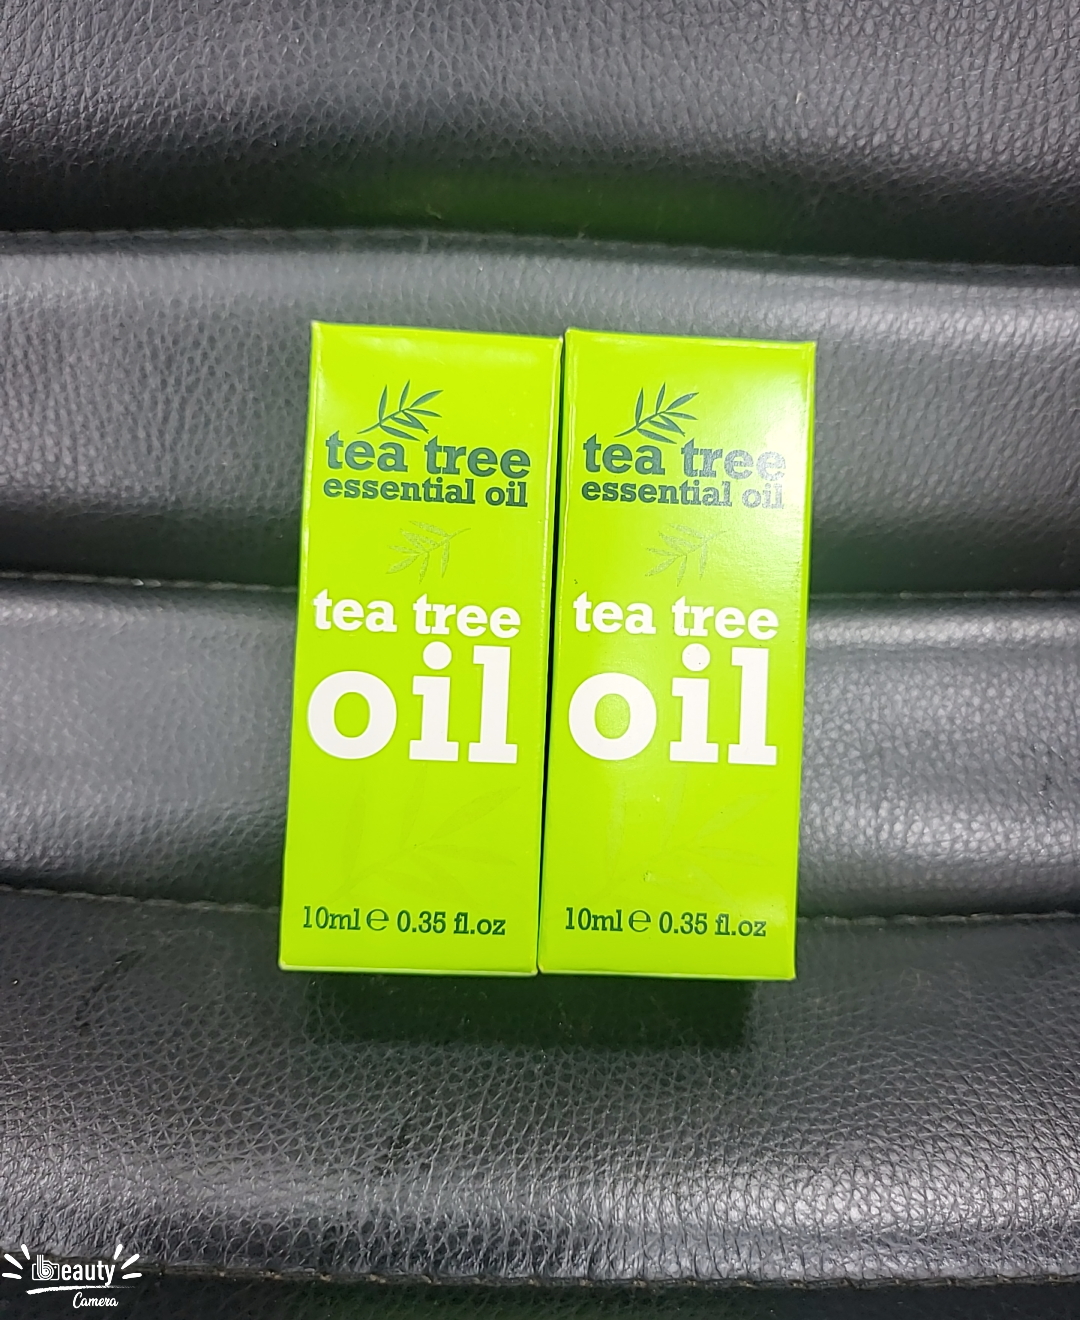 tea tree
essential oil
tea tree
oil
10ml ℮ 0.35 fl.oz
tea tree
essential oil
tea tree
oil
10ml ℮ 0.35 fl.oz
beauty
Camera